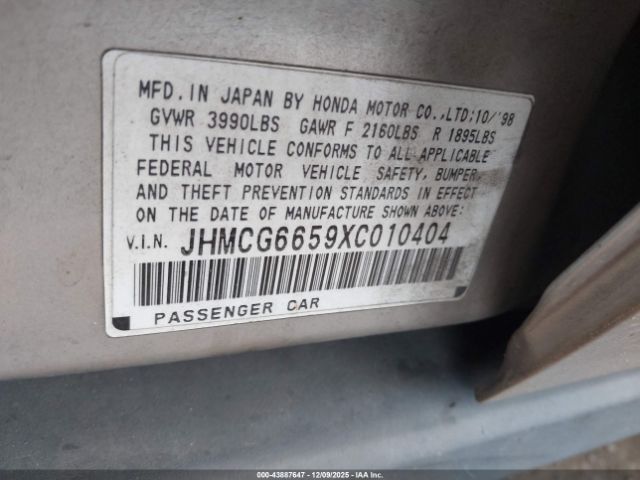 MFD. IN JAPAN BY HONDA MOTOR CO., LTD: 10/'98
GVWR 3990LBS GAWR F 2160LBS R 1895LBS
THIS VEHICLE CONFORMS TO ALL APPLICABLE
FEDERAL MOTOR VEHICLE SAFETY, BUMPER,
AND THEFT PREVENTION STANDARDS IN EFFECT
ON THE DATE OF MANUFACTURE SHOWN ABOVE:
V.I.N. JHMCG6659XC010404
PASSENGER CAR
000-43887647 - 12/09/2025 - IAA Inc.